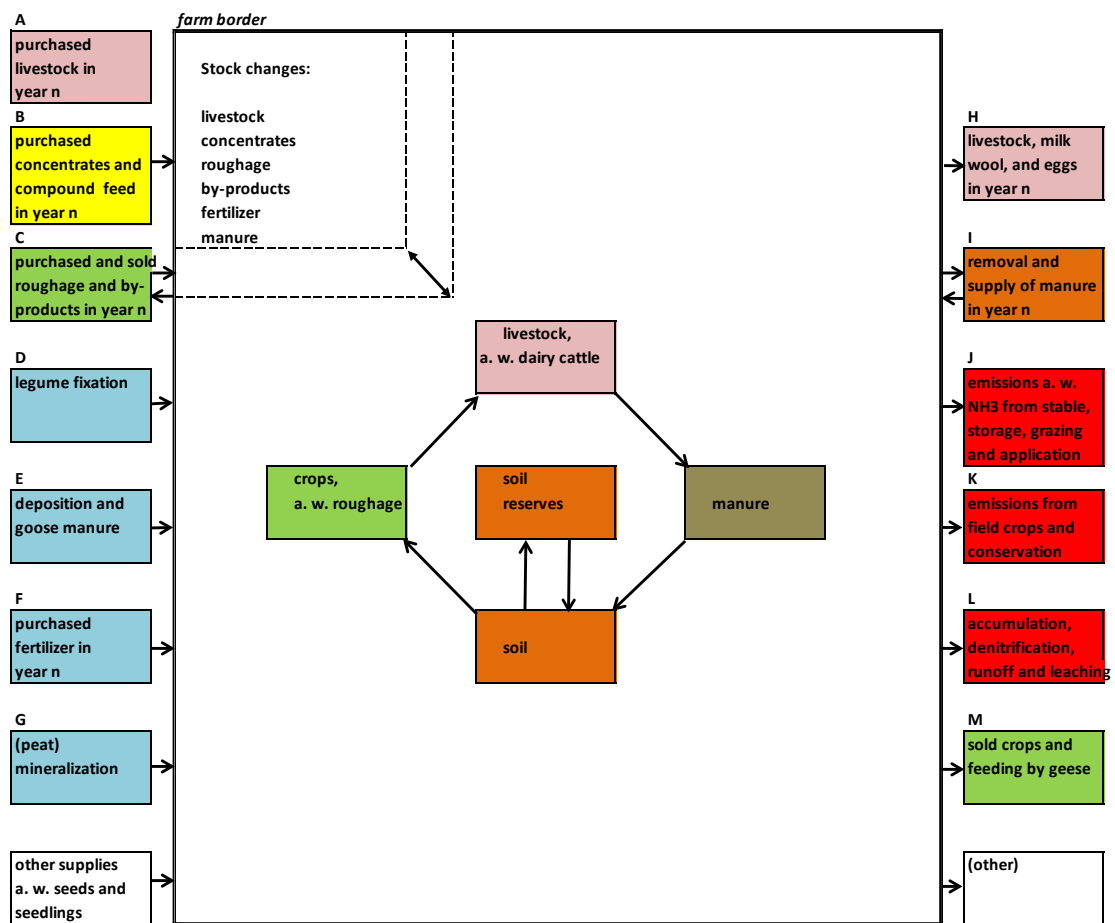 A
purchased
livestock in
year n
B
purchased
concentrates and
compound feed
in year n
C
purchased and sold
roughage and by-
products in year n
D
legume fixation
E
deposition and
goose manure
F
purchased
fertilizer in
year n
G
(peat)
mineralization
other supplies
a. w. seeds and
seedlings
farm border
Stock changes:
livestock
concentrates
roughage
by-products
fertilizer
manure
livestock,
a. w. dairy cattle
crops,
a. w. roughage
soil
reserves
manure
soil
H
livestock, milk
wool, and eggs
in year n
I
removal and
supply of manure
in year n
J
emissions a. w.
NH3 from stable,
storage, grazing
and application
K
emissions from
field crops and
conservation
L
accumulation,
denitrification,
runoff and leaching
M
sold crops and
feeding by geese
(other)